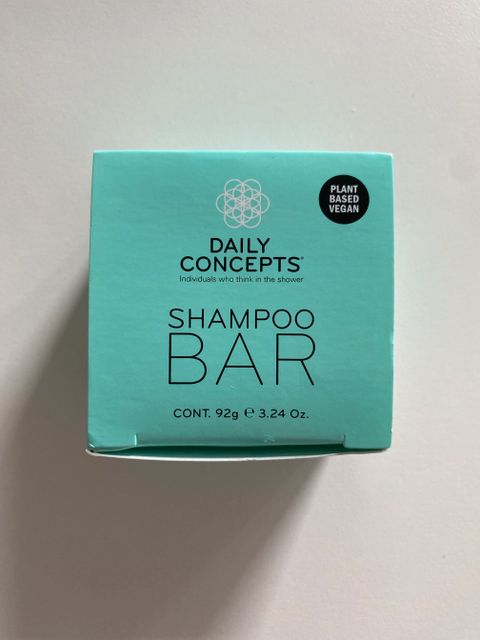 PLANT
BASED
VEGAN
DAILY
CONCEPTS®
Individuals who think in the shower
SHAMPOO
BAR
CONT. 92g ℮ 3.24 Oz.